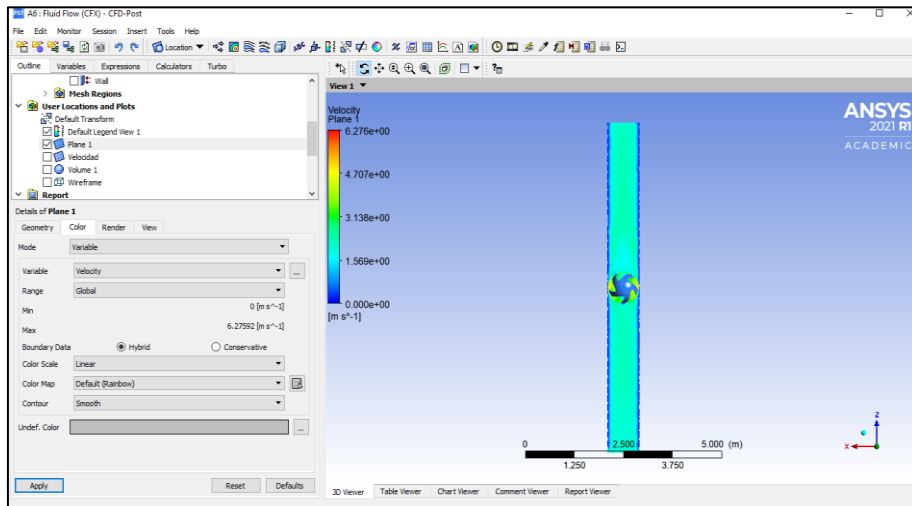 A6: Fluid Flow (CFX) - CFD-Post
File Edit Monitor Session Insert Tools Help
Location
Outline Variables Expressions Calculators Turbo
Wall
Mesh Regions
User Locations and Plots
Default Transform
Default Legend View 1
Plane 1
Velocidad
Volume 1
Wireframe
Report
Details of Plane 1
Geometry Color Render View
Mode Variable
Variable Velocity ...
Range Global
Min 0 [m s^-1]
Max 6.27592 [m s^-1]
Boundary Data Hybrid Conservative
Color Scale Linear
Color Map Default (Rainbow)
Contour Smooth
Undef. Color ...
Apply Reset Defaults
View 1
Velocity
Plane 1
6.276e+00
4.707e+00
3.138e+00
1.569e+00
0.000e+00
[m s^-1]
ANSYS
2021 R1
ACADEMIC
0 2.500 5.000 (m)
1.250 3.750
Z
X
3D Viewer Table Viewer Chart Viewer Comment Viewer Report Viewer